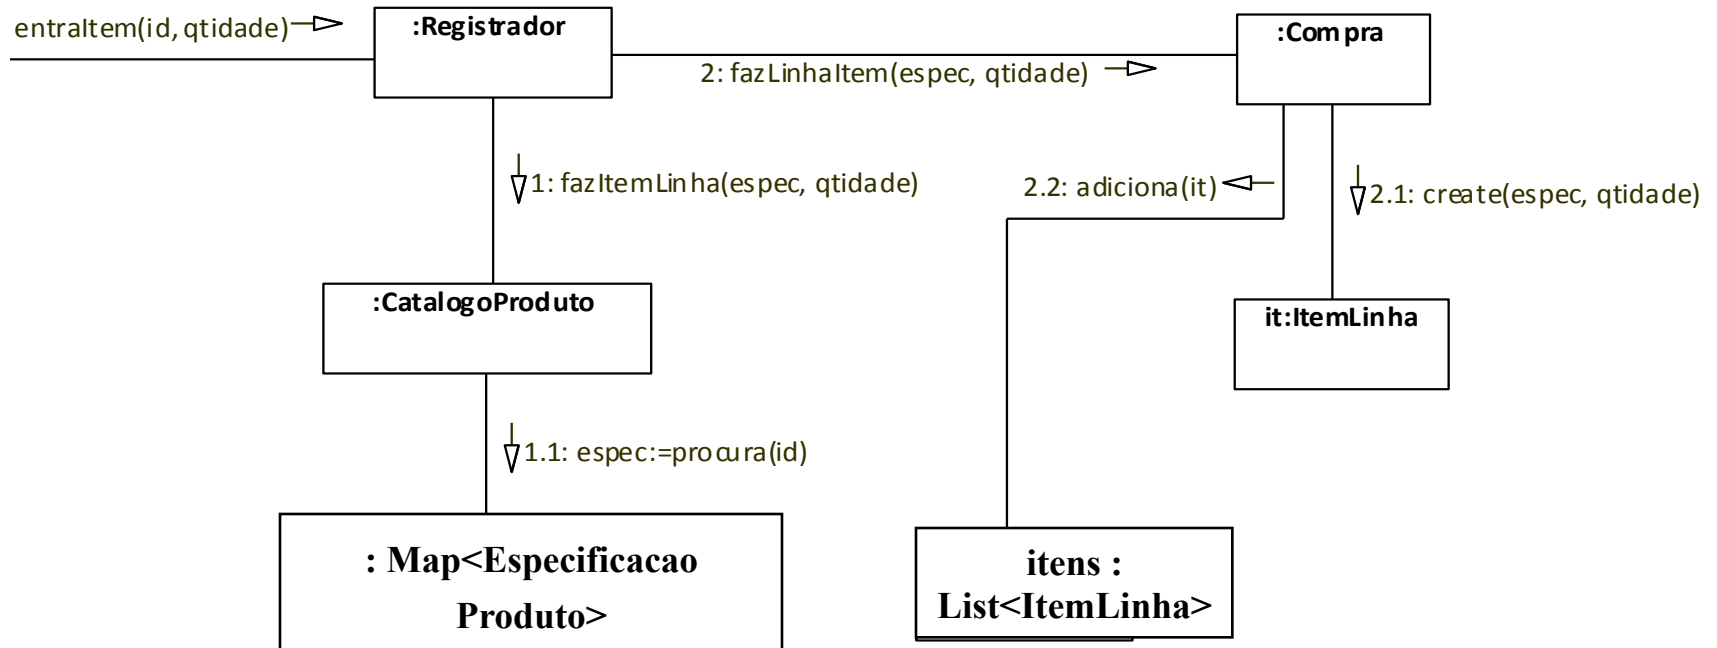 entraItem(id, qtidade)
:Registrador
:Compra
2: fazLinhaItem(espec, qtidade)
1: fazItemLinha(espec, qtidade)
2.2: adiciona(it)
2.1: create(espec, qtidade)
:CatalogoProduto
it:ItemLinha
1.1: espec:=procura(id)
: Map<Especificacao
Produto>
itens :
List<ItemLinha>